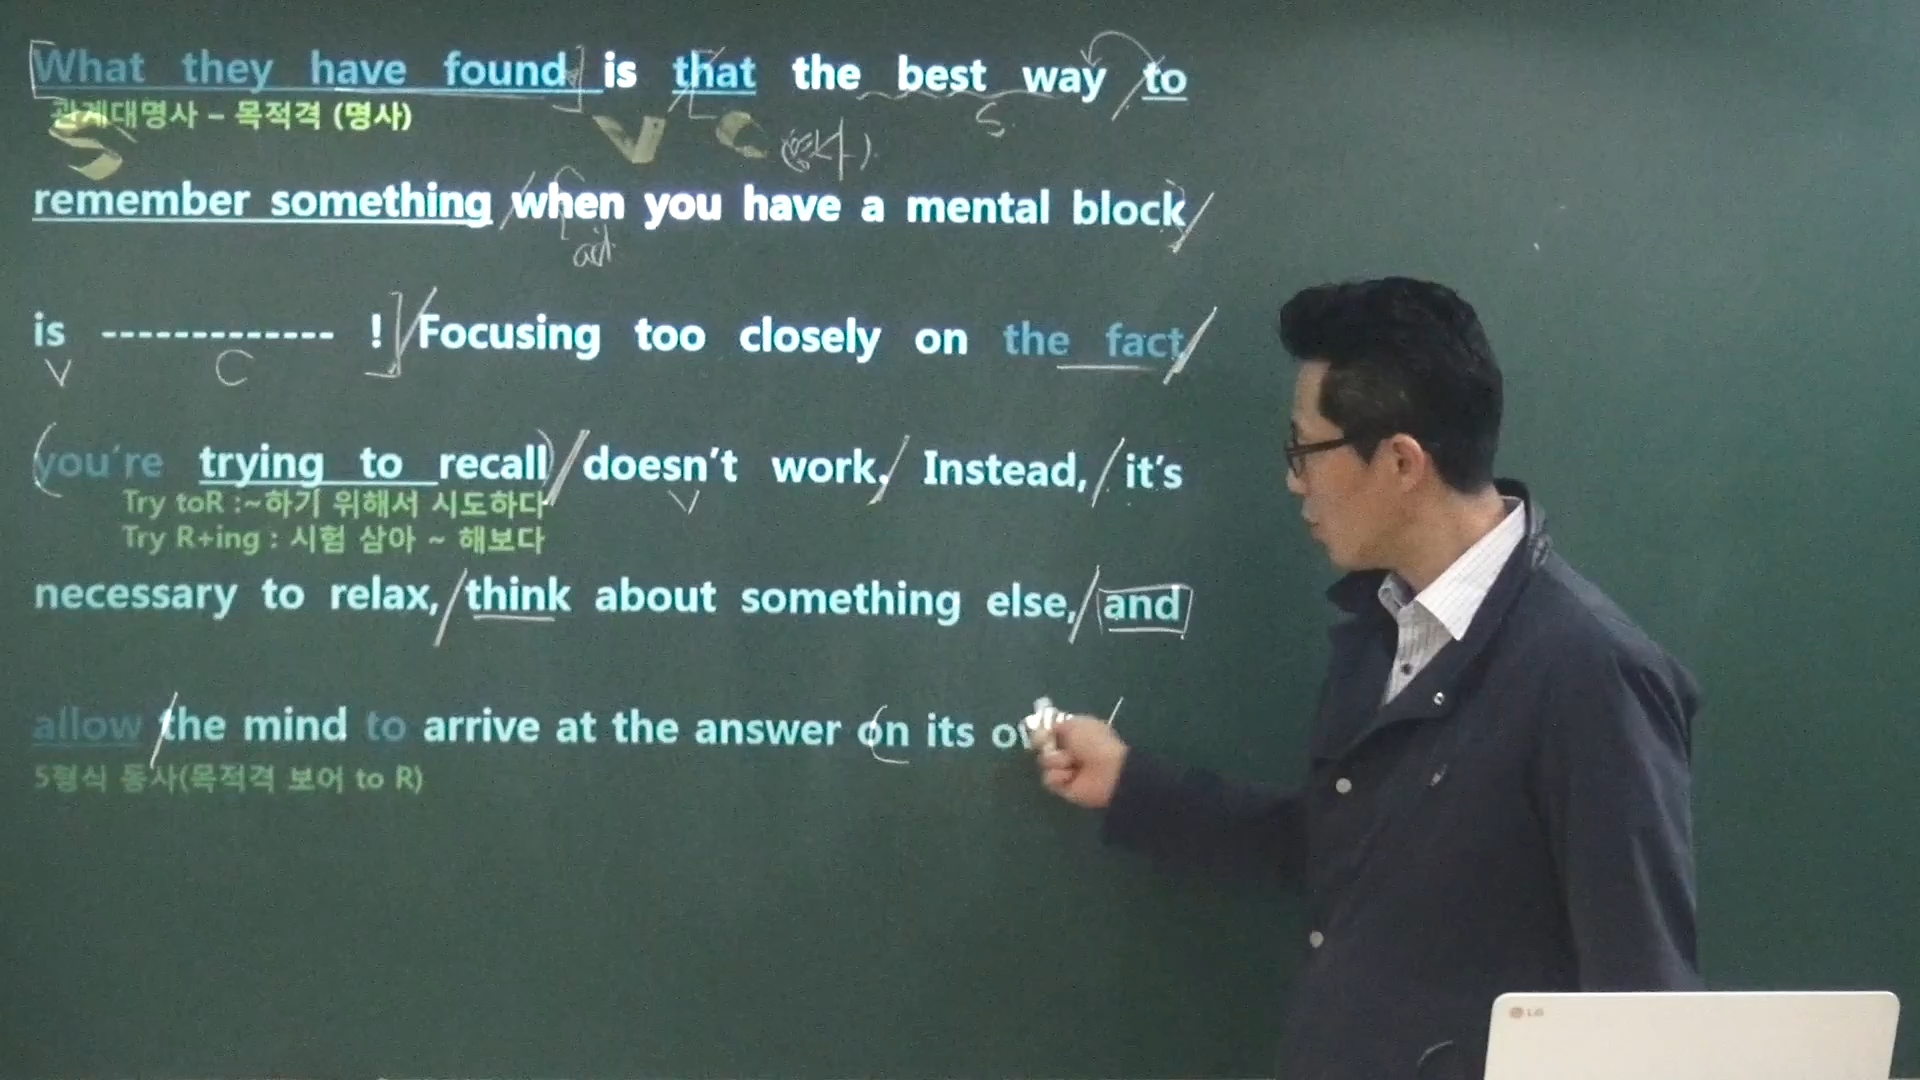 What they have found is that the best way to
관계대명사 – 목적격 (명사)
S V C S
remember something when you have a mental block
is ------------- ! Focusing too closely on the fact
V C
you're trying to recall doesn't work. Instead, it's
V
Try toR :~하기 위해서 시도하다
Try R+ing : 시험 삼아 ~ 해보다
necessary to relax, think about something else, and
allow the mind to arrive at the answer on its
5형식 동사(목적격 보어 to R)
LG